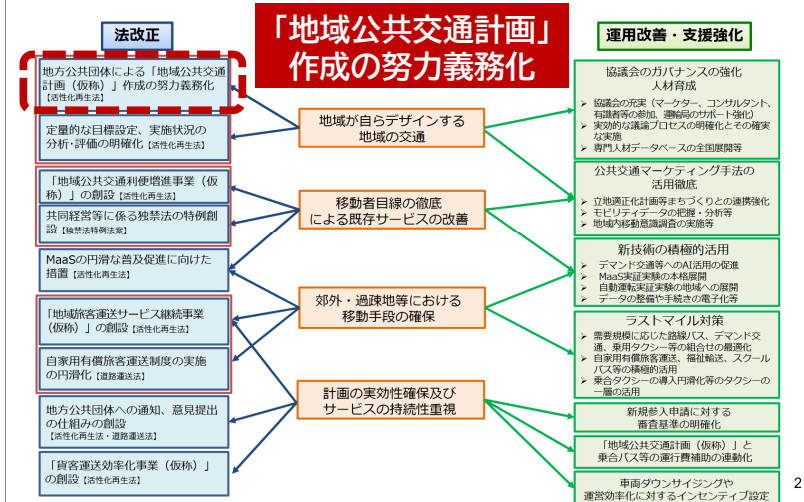 法改正
「地域公共交通計画」
作成の努力義務化
運用改善・支援強化
地方公共団体による「地域公共交通
計画（仮称）」作成の努力義務化
【活性化再生法】
定量的な目標設定、実施状況の
分析・評価の明確化【活性化再生法】
「地域公共交通利便増進事業（仮
称）」の創設【活性化再生法】
共同経営等に係る独禁法の特例創
設【独禁法特例法案】
MaaSの円滑な普及促進に向けた
措置【活性化再生法】
「地域旅客運送サービス継続事業
（仮称）」の創設【活性化再生法】
自家用有償旅客運送制度の実施
の円滑化【道路運送法】
地方公共団体への通知、意見提出
の仕組みの創設
【活性化再生法・道路運送法】
「貨客運送効率化事業（仮称）」
の創設【活性化再生法】
地域が自らデザインする
地域の交通
移動者目線の徹底
による既存サービスの改善
郊外・過疎地等における
移動手段の確保
計画の実効性確保及び
サービスの持続性重視
協議会のガバナンスの強化
人材育成
➢ 協議会の充実（マーケター、コンサルタント、
有識者等の参加、運輸局のサポート強化）
➢ 実効的な議論プロセスの明確化とその確実
な実施
➢ 専門人材データベースの全国展開等
公共交通マーケティング手法の
活用徹底
➢ 立地適正化計画等まちづくりとの連携強化
➢ モビリティデータの把握・分析等
➢ 地域内移動意識調査の実施等
新技術の積極的活用
➢ デマンド交通等へのAI活用の促進
➢ MaaS実証実験の本格展開
➢ 自動運転実証実験の地域への展開
➢ データの整備や手続きの電子化等
ラストマイル対策
➢ 需要規模に応じた路線バス、デマンド交
通、乗用タクシー等の組合せの最適化
➢ 自家用有償旅客運送、福祉輸送、スクール
バス等の積極的活用
➢ 乗合タクシーの導入円滑化等のタクシーの
一層の活用
新規参入申請に対する
審査基準の明確化
「地域公共交通計画（仮称）」と
乗合バス等の運行費補助の連動化
車両ダウンサイジングや
運営効率化に対するインセンティブ設定
2